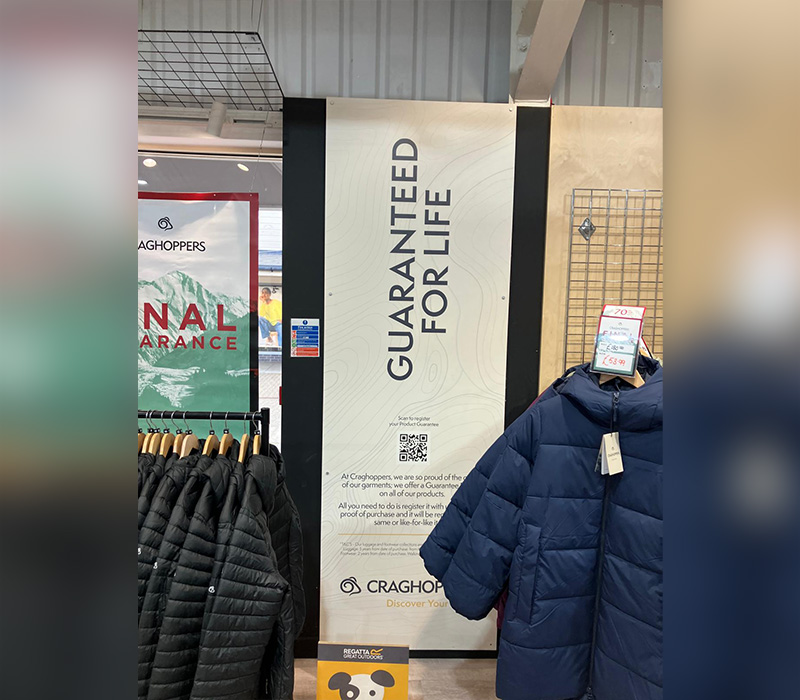 GUARANTEED
FOR LIFE
Scan to register
your Product Guarantee
At Craghoppers, we are so proud of the
of our garments; we offer a Guarantee
on all of our products.
All you need to do is register it with
proof of purchase and it will be
same or like-for-like
CRAGHOP
Discover Your
AGHOPPERS
NAL
ARANCE
REGATTA
GREAT OUTDOORS
70%
£53.99